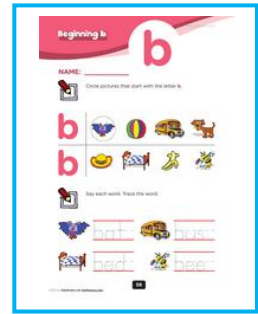 Beginning b
b
NAME:
Circle pictures that start with the letter b.
b
b
Say each word. Trace the word.
bat bus
bed bee
59